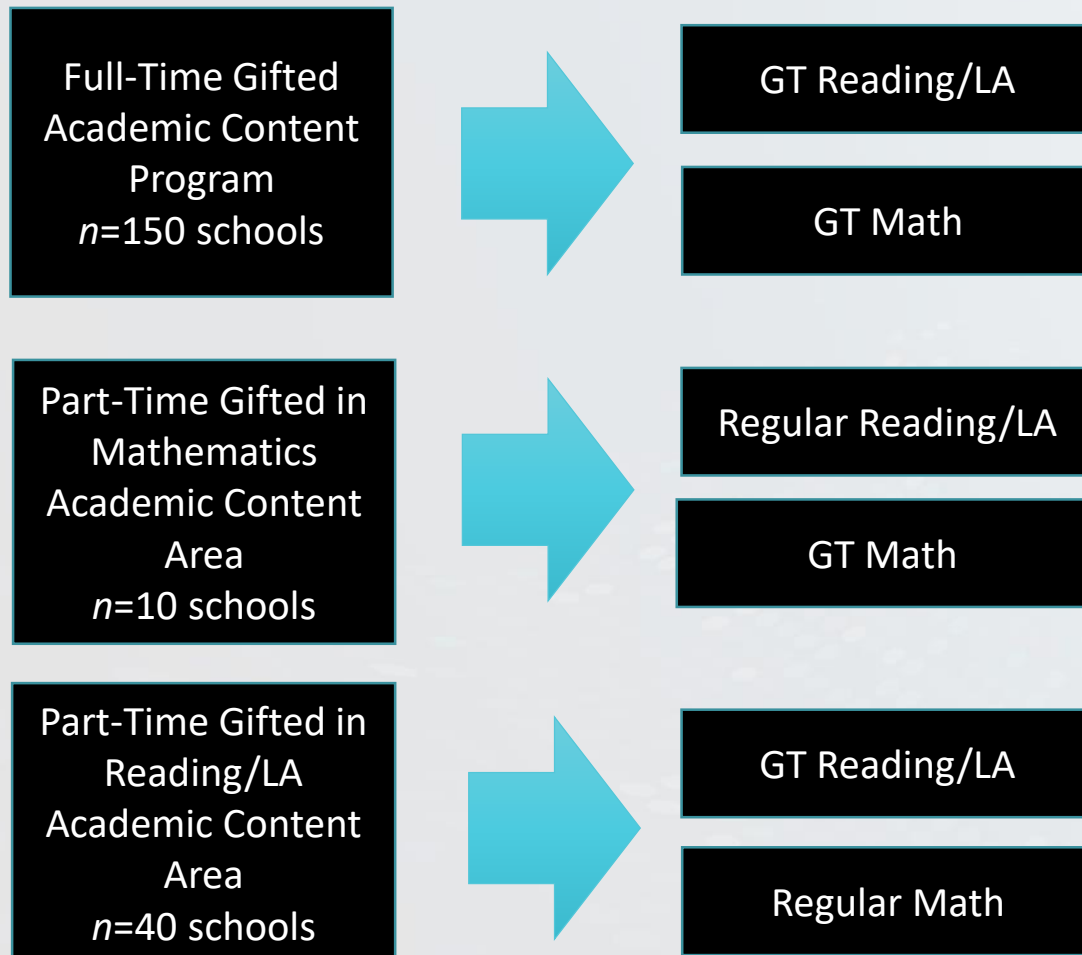 Full-Time Gifted
Academic Content
Program
n=150 schools
GT Reading/LA
GT Math
Part-Time Gifted in
Mathematics
Academic Content
Area
n=10 schools
Regular Reading/LA
GT Math
Part-Time Gifted in
Reading/LA
Academic Content
Area
n=40 schools
GT Reading/LA
Regular Math